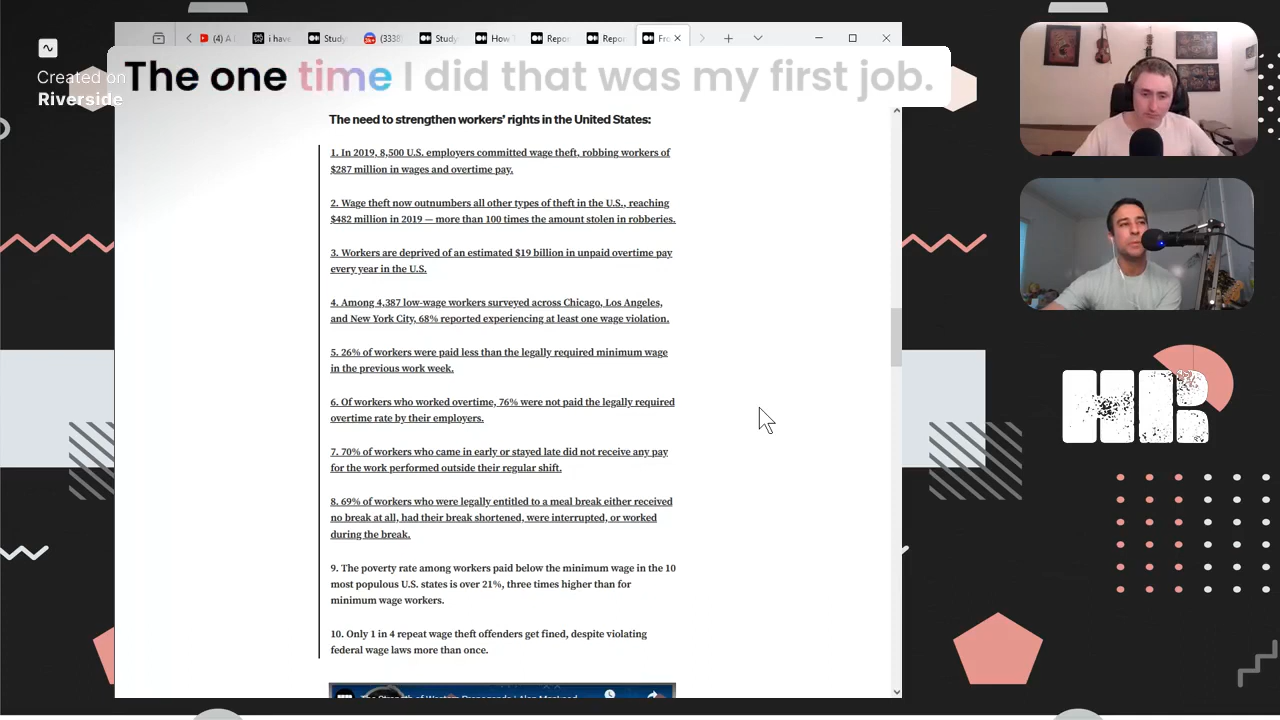 (4) A I
i have
Study
(333
Study
How T
Repor
Repor
Fro
Created on
Riverside
The one time I did that was my first job.
The need to strengthen workers’ rights in the United States:
1. In 2019, 8,500 U.S. employers committed wage theft, robbing workers of
$287 million in wages and overtime pay.
2. Wage theft now outnumbers all other types of theft in the U.S., reaching
$482 million in 2019 — more than 100 times the amount stolen in robberies.
3. Workers are deprived of an estimated $19 billion in unpaid overtime pay
every year in the U.S.
4. Among 4,387 low-wage workers surveyed across Chicago, Los Angeles,
and New York City, 68% reported experiencing at least one wage violation.
5. 26% of workers were paid less than the legally required minimum wage
in the previous work week.
6. Of workers who worked overtime, 76% were not paid the legally required
overtime rate by their employers.
7. 70% of workers who came in early or stayed late did not receive any pay
for the work performed outside their regular shift.
8. 69% of workers who were legally entitled to a meal break either received
no break at all, had their break shortened, were interrupted, or worked
during the break.
9. The poverty rate among workers paid below the minimum wage in the 10
most populous U.S. states is over 21%, three times higher than for
minimum wage workers.
10. Only 1 in 4 repeat wage theft offenders get fined, despite violating
federal wage laws more than once.
HR